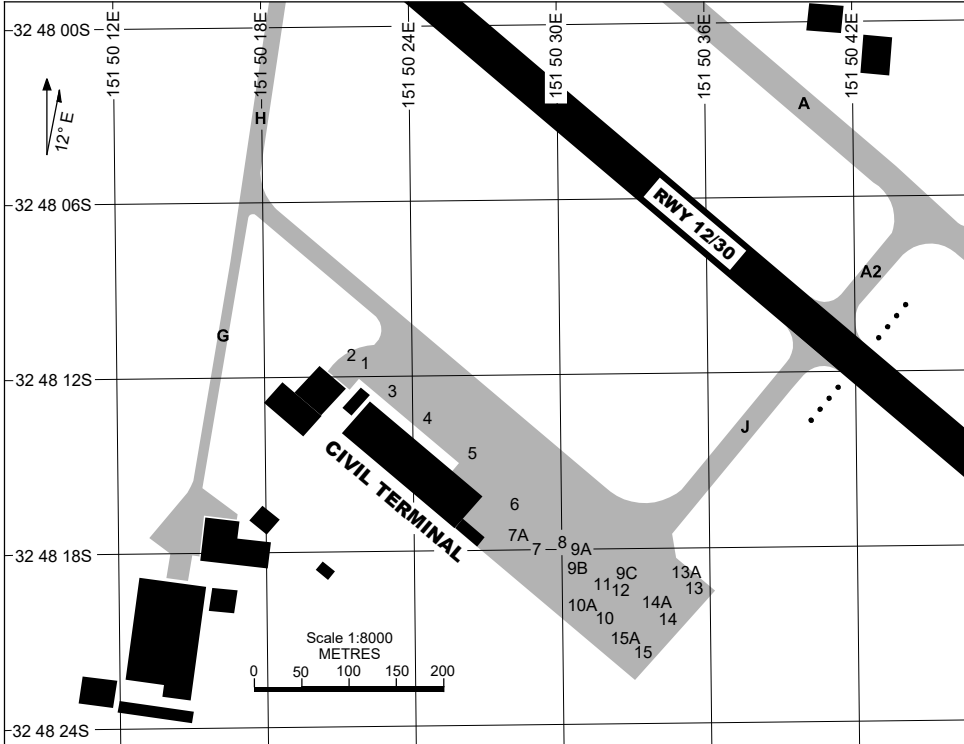 32 48 00S
151 50 12E
151 50 18E
151 50 24E
151 50 30E
151 50 36E
151 50 42E
A
H
12° E
32 48 06S
RWY 12/30
A2
G
2
1
32 48 12S
3
4
J
5
CIVIL TERMINAL
6
7A
7
8
9A
32 48 18S
9B
9C
13A
11
12
13
10A
14A
10
14
15A
15
Scale 1:8000
METRES
0 50 100 150 200
32 48 24S